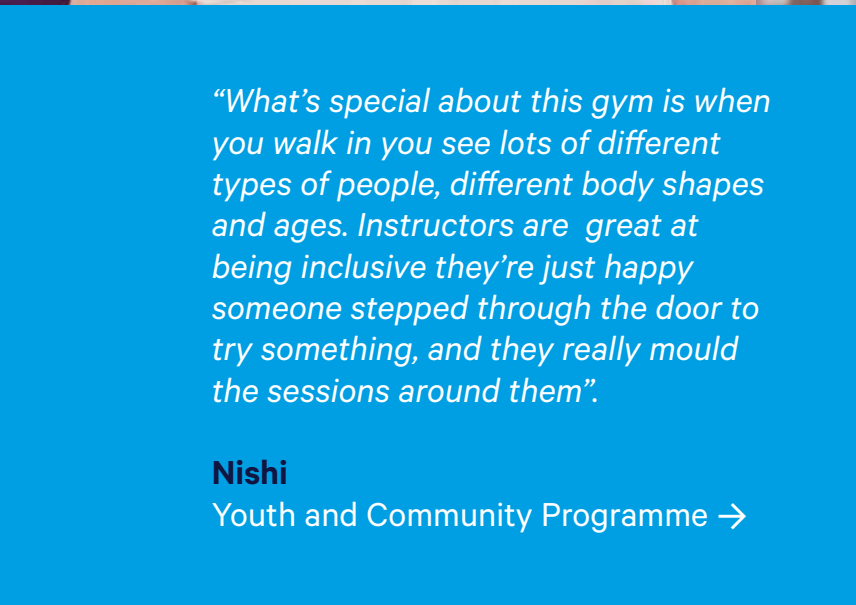 “What’s special about this gym is when
you walk in you see lots of different
types of people, different body shapes
and ages. Instructors are  great at
being inclusive they’re just happy
someone stepped through the door to
try something, and they really mould
the sessions around them”.
Nishi
Youth and Community Programme →